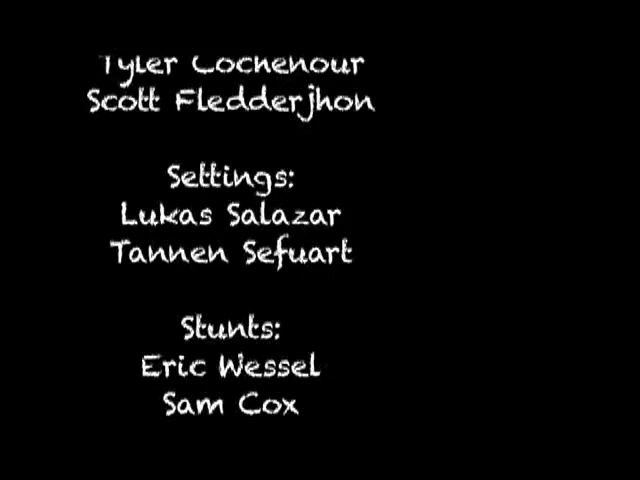 Tyler Cochenour
Scott Fledderjhon
Settings:
Lukas Salazar
Tannen Sefuart
Stunts:
Eric Wessel
Sam Cox